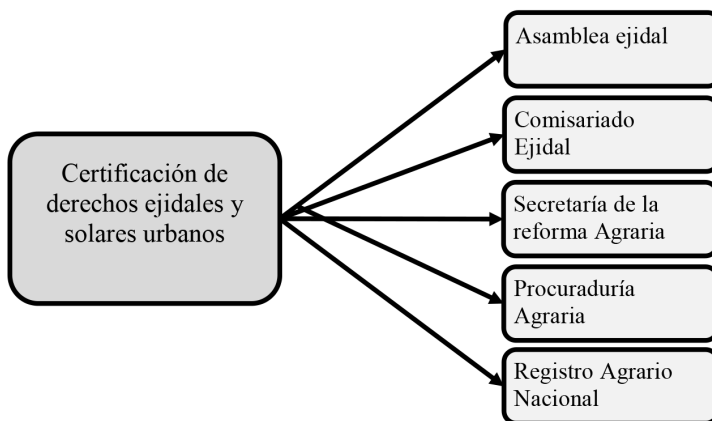 Certificación de
derechos ejidales y
solares urbanos
Asamblea ejidal
Comisariado
Ejidal
Secretaría de la
reforma Agraria
Procuraduría
Agraria
Registro Agrario
Nacional